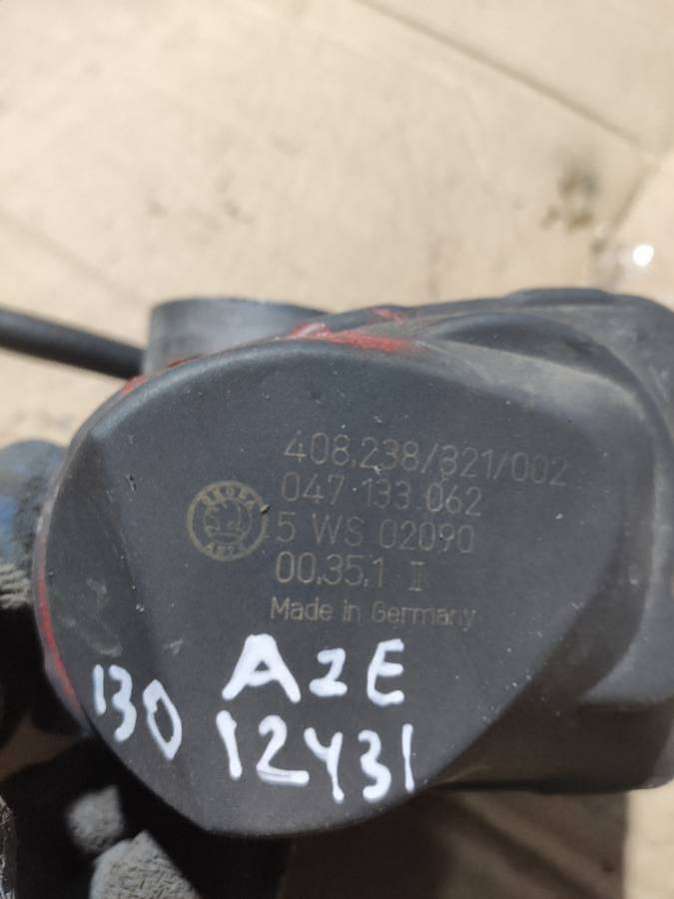 408.238/321/002
047 133 062
5 WS 02090
00.35.1 II
Made in Germany
AZE
130 12431